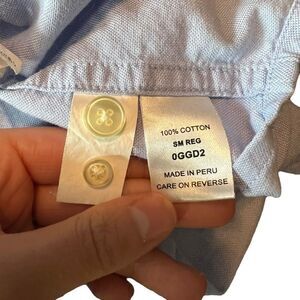 100% COTTON
SM REG
0GGD2
MADE IN PERU
CARE ON REVERSE